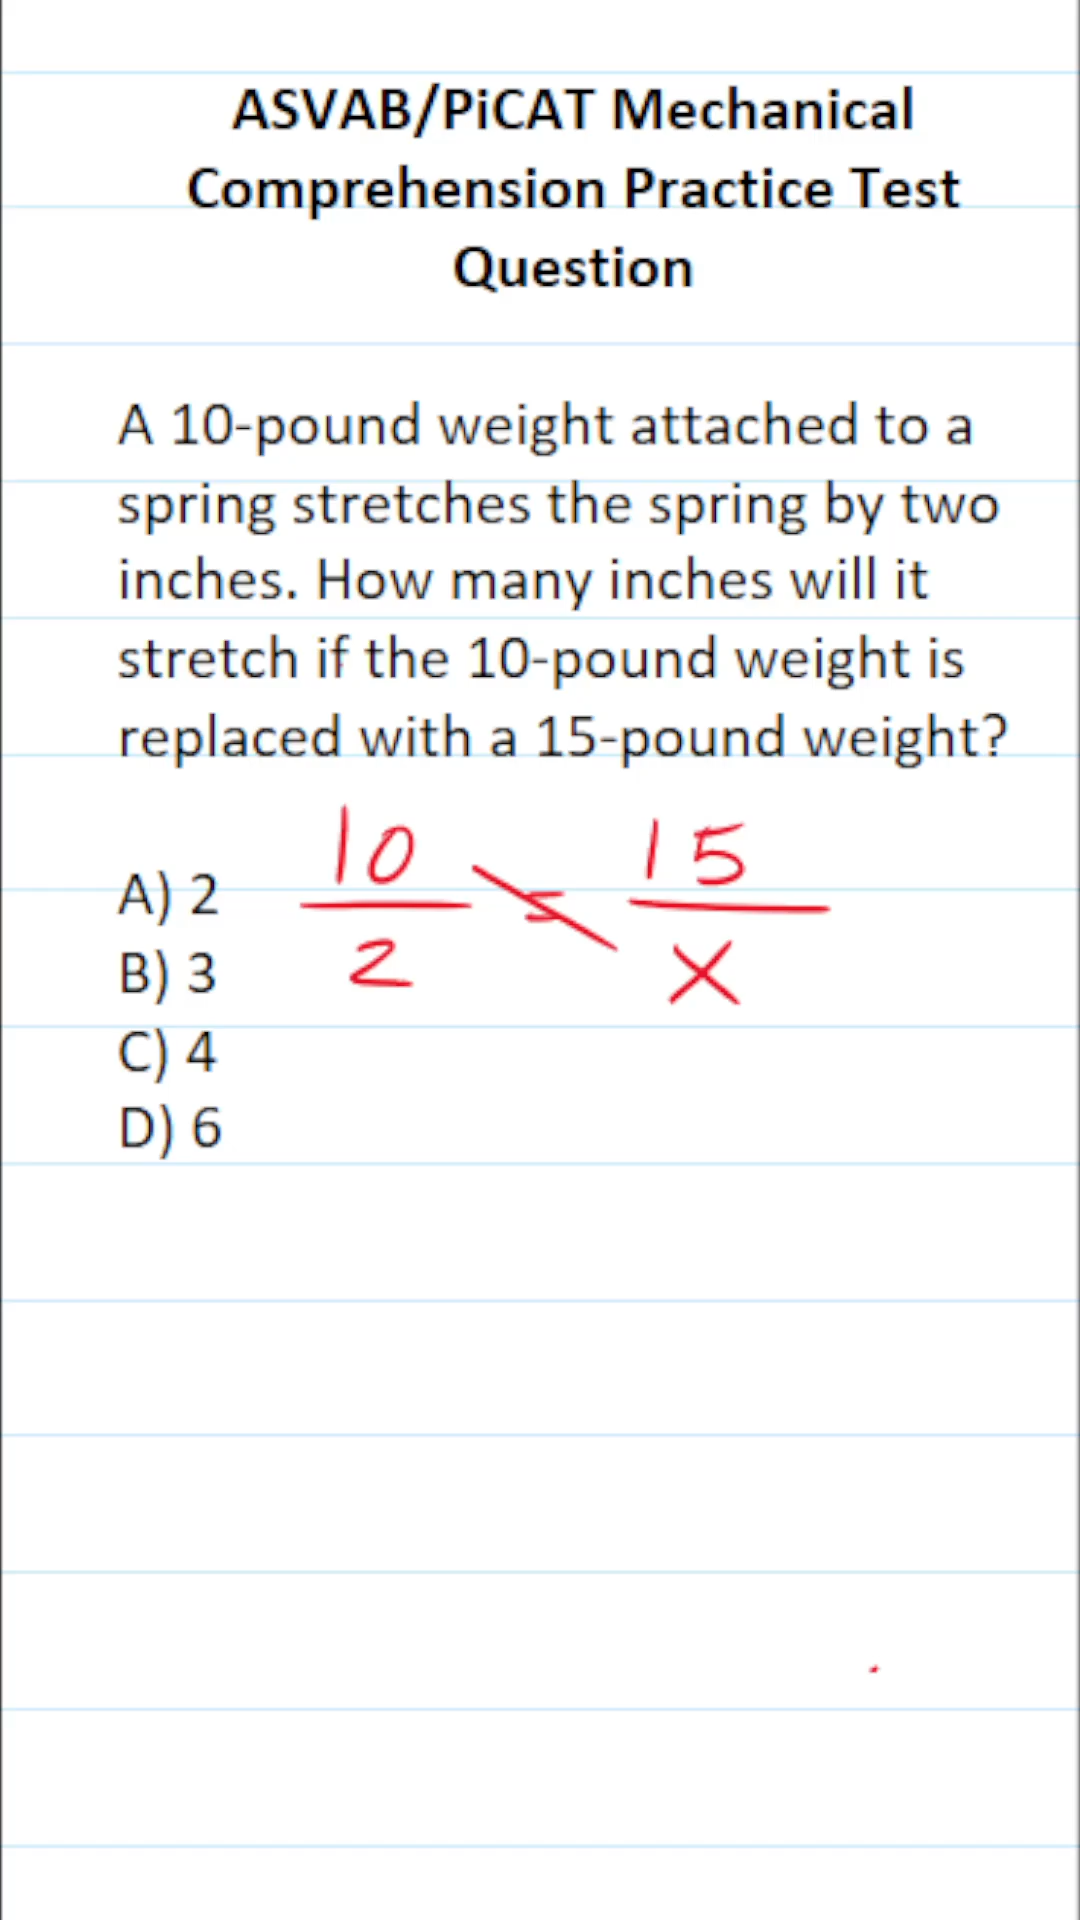 ASVAB/PiCAT Mechanical
Comprehension Practice Test
Question
A 10-pound weight attached to a
spring stretches the spring by two
inches. How many inches will it
stretch if the 10-pound weight is
replaced with a 15-pound weight?
10 = 15
2 x
A) 2
B) 3
C) 4
D) 6